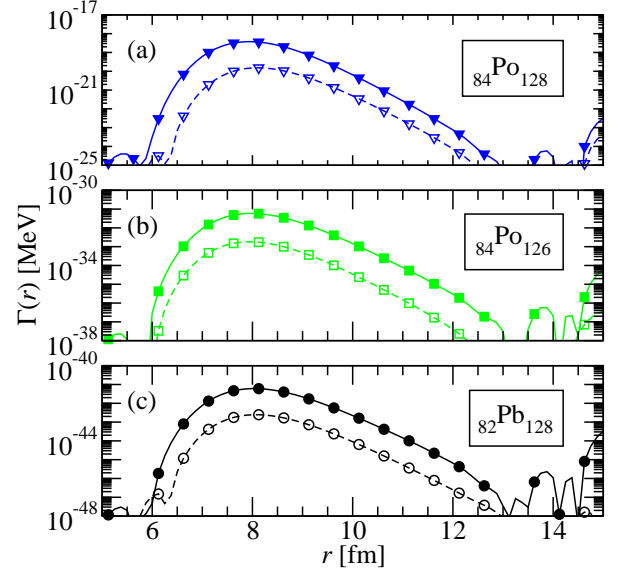 10⁻¹⁷
(a)
₈₄Po₁₂₈
10⁻²¹
10⁻²⁵
10⁻³⁰
(b)
₈₄Po₁₂₆
10⁻³⁴
10⁻³⁸
Γ(r) [MeV]
10⁻⁴⁰
(c)
₈₂Pb₁₂₈
10⁻⁴⁴
10⁻⁴⁸
6 8 10 12 14
r [fm]